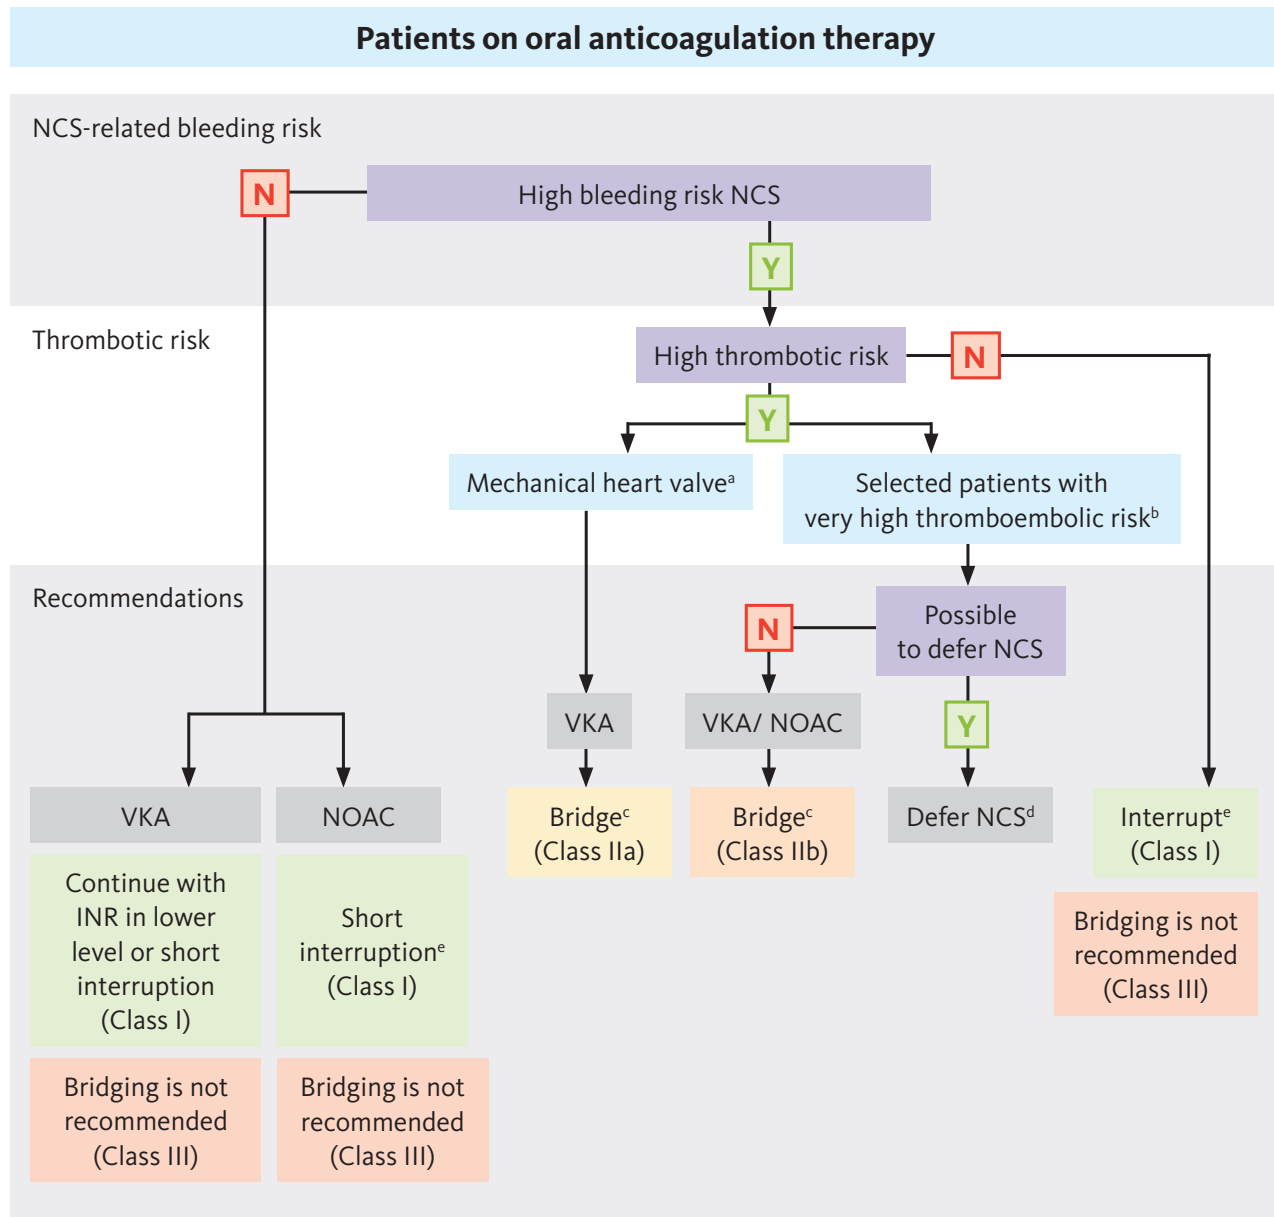 Patients on oral anticoagulation therapy
NCS-related bleeding risk
N
High bleeding risk NCS
Y
Thrombotic risk
High thrombotic risk
N
Y
Mechanical heart valveᵃ
Selected patients with
very high thromboembolic riskᵇ
Recommendations
Possible
to defer NCS
N
VKA
VKA/ NOAC
Y
VKA
NOAC
Bridgeᶜ
(Class IIa)
Bridgeᶜ
(Class IIb)
Defer NCSᵈ
Interruptᵉ
(Class I)
Continue with
INR in lower
level or short
interruption
(Class I)
Short
interruptionᵉ
(Class I)
Bridging is not
recommended
(Class III)
Bridging is not
recommended
(Class III)
Bridging is not
recommended
(Class III)